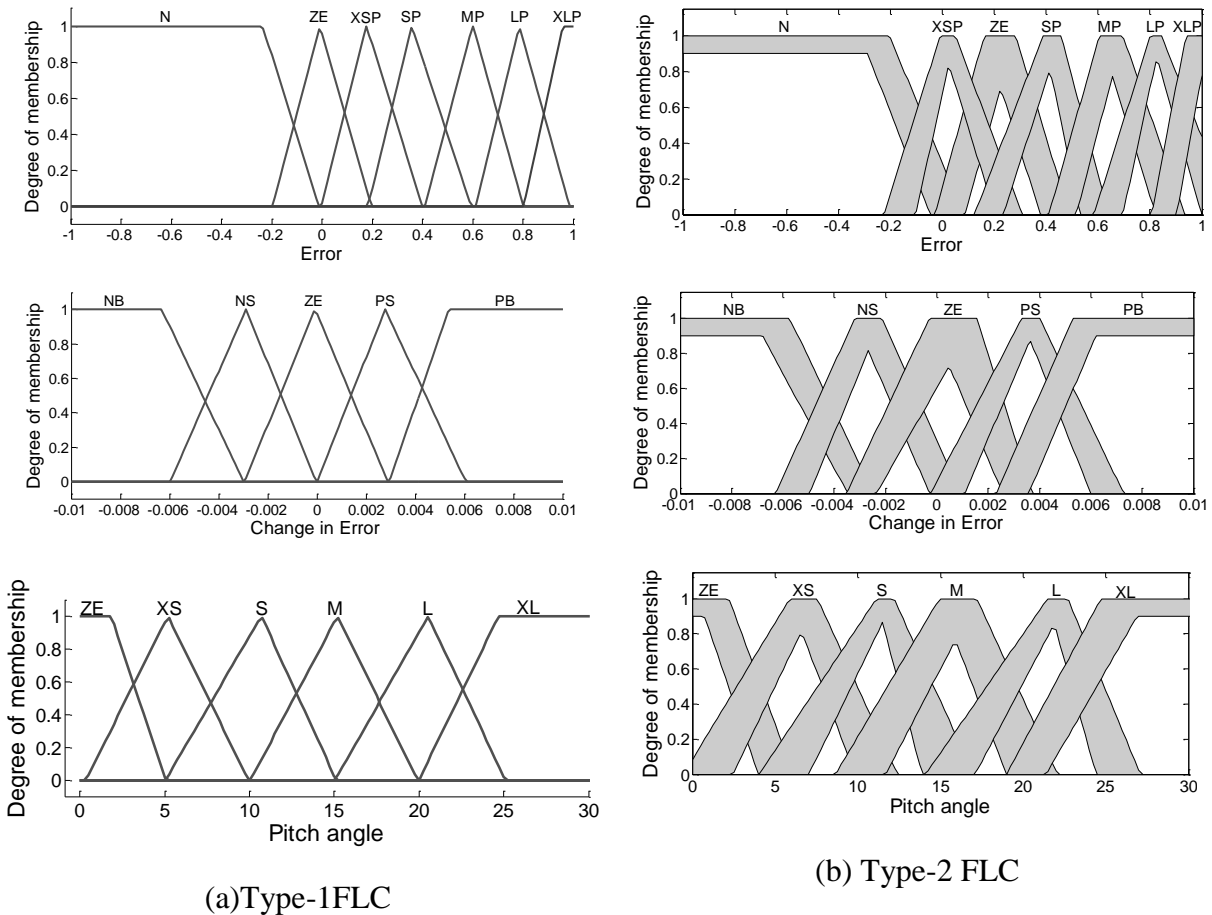 N ZE XSP SP MP LP XLP
1
0.8
0.6
0.4
0.2
0
Degree of membership
-1 -0.8 -0.6 -0.4 -0.2 0 0.2 0.4 0.6 0.8 1
Error
N XSP ZE SP MP LP XLP
1
0.8
0.6
0.4
0.2
0
Degree of membership
-1 -0.8 -0.6 -0.4 -0.2 0 0.2 0.4 0.6 0.8 1
Error
NB NS ZE PS PB
1
0.8
0.6
0.4
0.2
0
Degree of membership
-0.01 -0.008 -0.006 -0.004 -0.002 0 0.002 0.004 0.006 0.008 0.01
Change in Error
NB NS ZE PS PB
1
0.8
0.6
0.4
0.2
0
Degree of membership
-0.01 -0.008 -0.006 -0.004 -0.002 0 0.002 0.004 0.006 0.008 0.01
Change in Error
ZE XS S M L XL
1
0.8
0.6
0.4
0.2
0
Degree of membership
0 5 10 15 20 25 30
Pitch angle
ZE XS S M L XL
1
0.8
0.6
0.4
0.2
0
Degree of membership
0 5 10 15 20 25 30
Pitch angle
(a)Type-1FLC
(b) Type-2 FLC